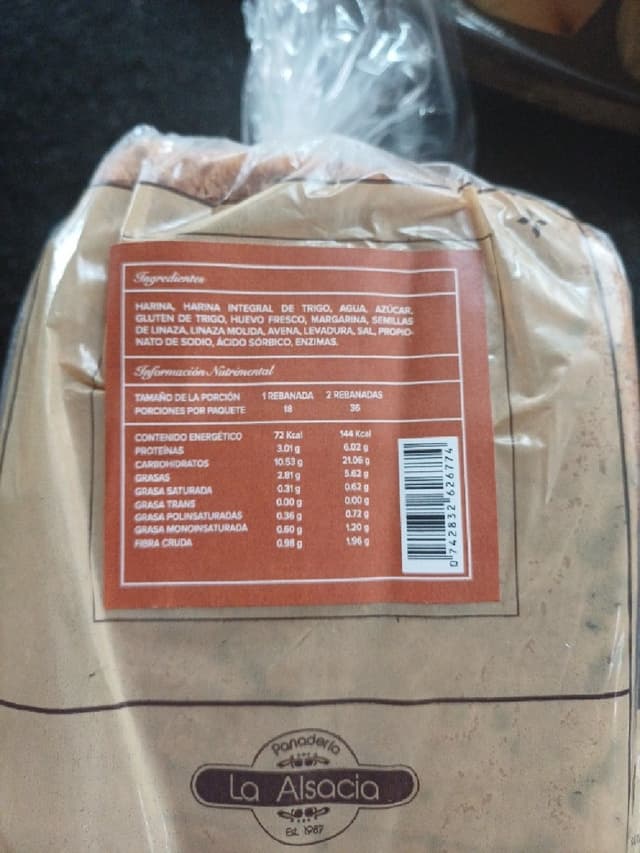 Ingredientes
HARINA, HARINA INTEGRAL DE TRIGO, AGUA, AZÚCAR,
GLUTEN DE TRIGO, HUEVO FRESCO, MARGARINA, SEMILLAS
DE LINAZA, LINAZA MOLIDA, AVENA, LEVADURA, SAL, PROPIO-
NATO DE SODIO, ÁCIDO SÓRBICO, ENZIMAS.
Información Nutrimental
TAMAÑO DE LA PORCIÓN 1 REBANADA 2 REBANADAS
PORCIONES POR PAQUETE 18 36
CONTENIDO ENERGÉTICO 72 Kcal 144 Kcal
PROTEÍNAS 3.01 g 6.02 g
CARBOHIDRATOS 10.53 g 21.06 g
GRASAS 2.81 g 5.62 g
GRASA SATURADA 0.31 g 0.62 g
GRASA TRANS 0.00 g 0.00 g
GRASA POLINSATURADAS 0.36 g 0.72 g
GRASA MONOINSATURADA 0.60 g 1.20 g
FIBRA CRUDA 0.98 g 1.96 g
0 742832 626774
Panadería
La Alsacia
Est. 1987